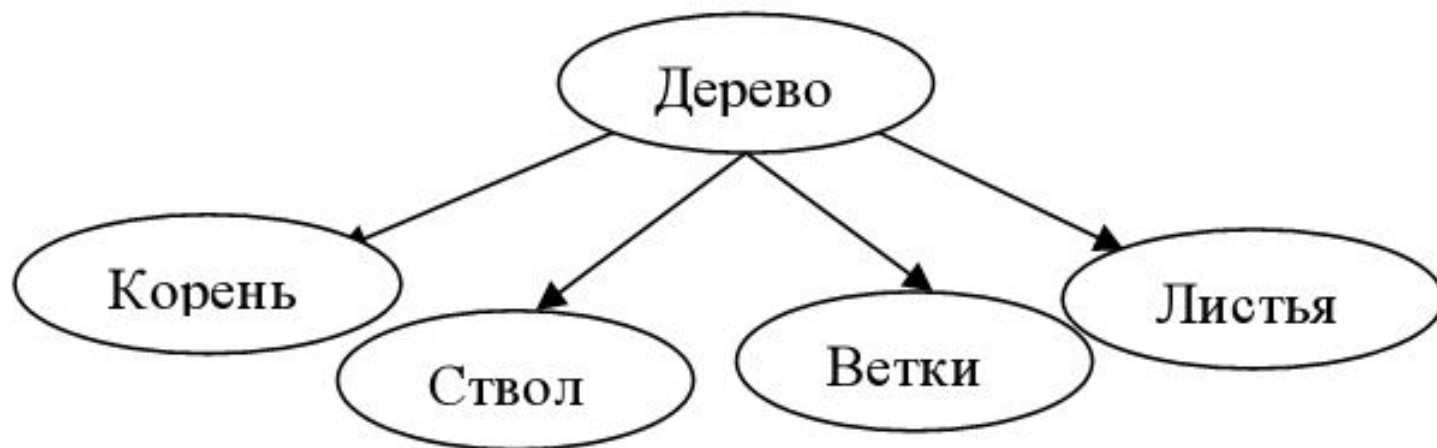 Дерево
Корень
Ствол
Ветки
Листья